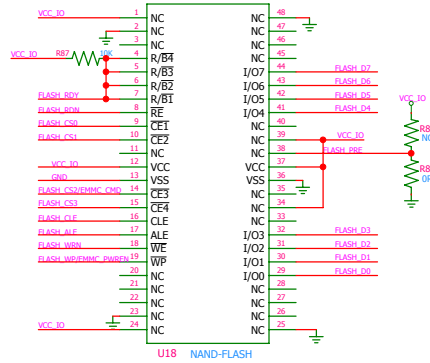 VCC_IO 1 NC NC 48
2 NC NC 47
3 NC NC 46
VCC_IO R87 10K 4 R/B4 NC 45
5 R/B3 I/O7 44 FLASH_D7
6 R/B2 I/O6 43 FLASH_D6
FLASH_RDY 7 R/B1 I/O5 42 FLASH_D5
FLASH_RDN 8 RE I/O4 41 FLASH_D4
FLASH_CS0 9 CE1 NC 40 VCC_IO
FLASH_CS1 10 CE2 NC 39 VCC_IO
11 NC NC 38 FLASH_PRE
VCC_IO 12 VCC VCC 37
GND 13 VSS VSS 36
FLASH_CS2/EMMC_CMD 14 CE3 NC 35
FLASH_CS3 15 CE4 NC 34
FLASH_CLE 16 CLE NC 33
FLASH_ALE 17 ALE I/O3 32 FLASH_D3
FLASH_WRN 18 WE I/O2 31 FLASH_D2
FLASH_WP/EMMC_PWREN 19 WP I/O1 30 FLASH_D1
20 NC I/O0 29 FLASH_D0
21 NC NC 28
22 NC NC 27
23 NC NC 26
VCC_IO 24 NC NC 25
U18 NAND-FLASH